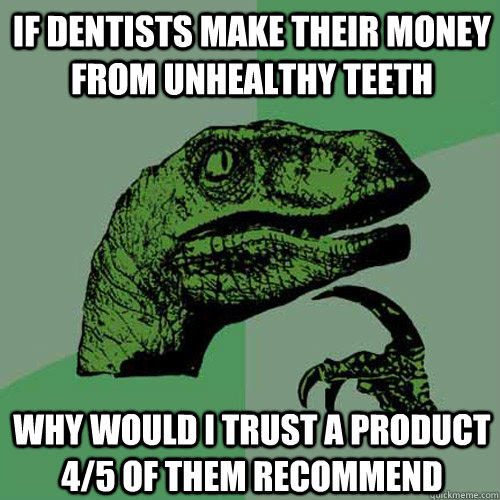 IF DENTISTS MAKE THEIR MONEY
FROM UNHEALTHY TEETH
WHY WOULD I TRUST A PRODUCT
4/5 OF THEM RECOMMEND
quickmeme.com